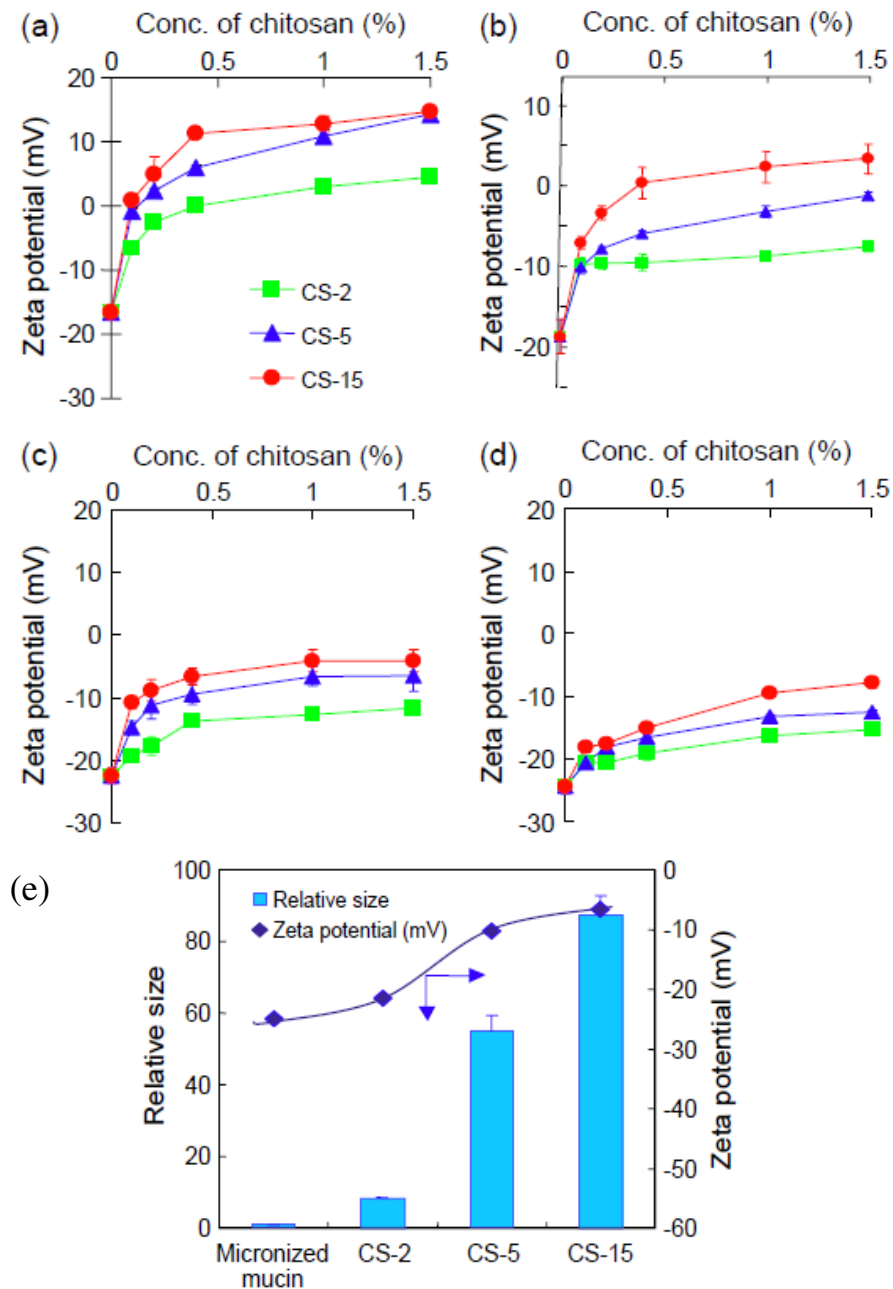 (a) Conc. of chitosan (%)
0 0.5 1 1.5
20
10
0
-10
-20
-30
Zeta potential (mV)
CS-2
CS-5
CS-15
(b) Conc. of chitosan (%)
0 0.5 1 1.5
10
0
-10
-20
Zeta potential (mV)
(c) Conc. of chitosan (%)
0 0.5 1 1.5
20
10
0
-10
-20
-30
Zeta potential (mV)
(d) Conc. of chitosan (%)
0 0.5 1 1.5
20
10
0
-10
-20
-30
Zeta potential (mV)
(e)
100
80
60
40
20
0
Relative size
Relative size
Zeta potential (mV)
0
-10
-20
-30
-40
-50
-60
Zeta potential (mV)
Micronized
mucin
CS-2
CS-5
CS-15